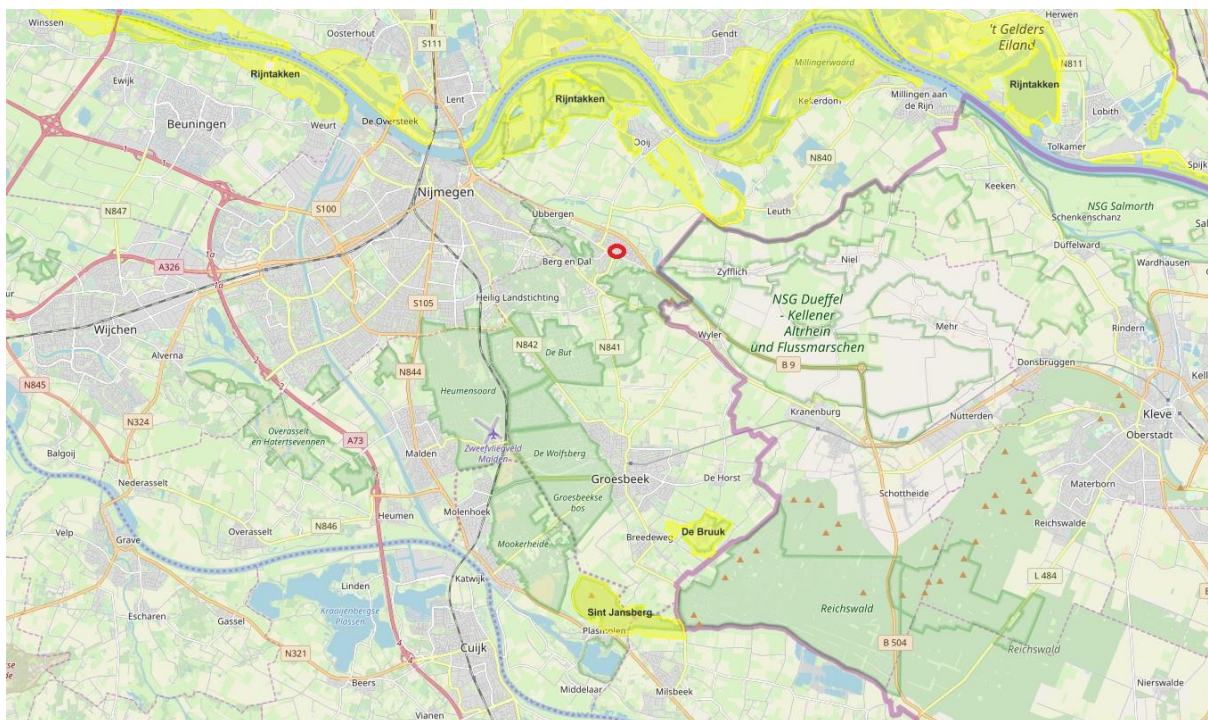 Winssen
Oosterhout
S111
Gendt
Herwen
't Gelders
Eiland
N811
Ewijk
Rijntakken
Lent
Rijntakken
Millingerwaard
Rijntakken
Beuningen
Weurt
De Oversteek
Kekerdom
Millingen aan
de Rijn
Lobith
Tolkamer
Spijk
Ooij
N840
Nijmegen
Keeken
N847
S100
Ubbergen
Leuth
Schenkenschanz
NSG Salmorth
Düffelward
A326
Berg en Dal
Zyfflich
Niel
Wardhausen
Wijchen
S105
Heilig Landstichting
NSG Dueffel
- Kellener
Altrhein
und Flussmarschen
Mehr
Rindern
Alverna
N842
De But
N841
Wyler
B 9
Donsbrüggen
N845
N844
Heumensoord
Kranenburg
Nütterden
Kleve
Oberstadt
N324
Overasselt
en Hatertsevennen
A73
Zweefvliegveld
Malden
De Wolfsberg
Balgoij
Malden
Groesbeek
De Horst
Schottheide
Materborn
Nederasselt
Groesbeekse
bos
Reichswalde
Heumen
Molenhoek
Velp
Overasselt
N846
Breedeweg
De Bruuk
Grave
Mookerheide
Katwijk
L 484
Linden
Sint Jansberg
Reichswald
Escharen
Gassel
Kraaijenbergse
Plassen
Plasmolen
B 504
Reichswald
Cuijk
N321
Beers
Middelaar
Milsbeek
Nierswalde
Vianen